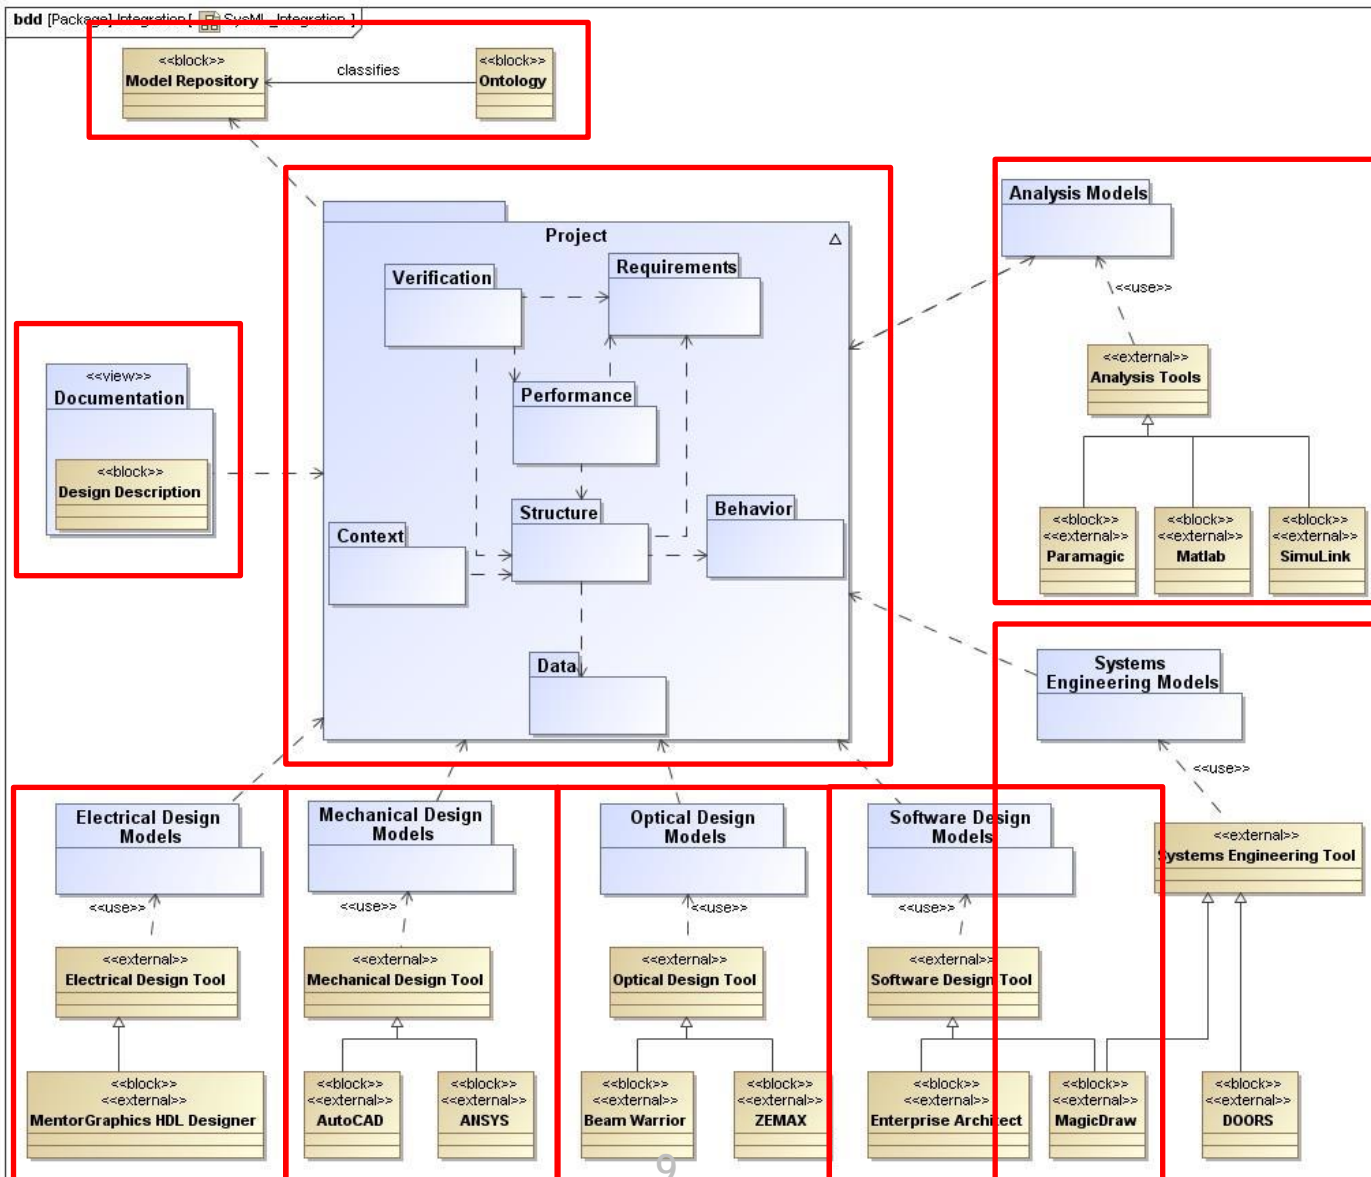 bdd [Package] Integration [ SysML_Integration ]
<<block>>
Model Repository
classifies
<<block>>
Ontology
Project
Verification
Requirements
Performance
Structure
Behavior
Context
Data
<<view>>
Documentation
<<block>>
Design Description
Analysis Models
<<use>>
<<external>>
Analysis Tools
<<block>>
<<external>>
Paramagic
<<block>>
<<external>>
Matlab
<<block>>
<<external>>
SimuLink
Systems
Engineering Models
<<use>>
<<external>>
Systems Engineering Tool
Electrical Design
Models
<<use>>
<<external>>
Electrical Design Tool
<<block>>
<<external>>
MentorGraphics HDL Designer
Mechanical Design
Models
<<use>>
<<external>>
Mechanical Design Tool
<<block>>
<<external>>
AutoCAD
<<block>>
<<external>>
ANSYS
Optical Design
Models
<<use>>
<<external>>
Optical Design Tool
<<block>>
<<external>>
Beam Warrior
<<block>>
<<external>>
ZEMAX
Software Design
Models
<<use>>
<<external>>
Software Design Tool
<<block>>
<<external>>
Enterprise Architect
<<block>>
<<external>>
MagicDraw
<<block>>
<<external>>
DOORS
9